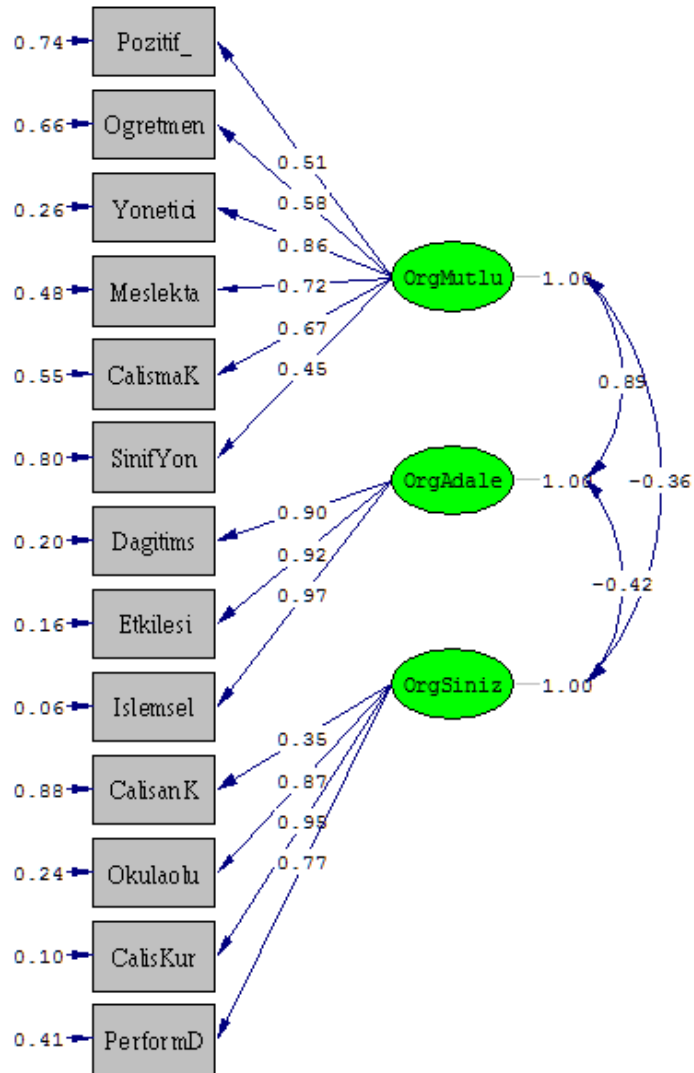 0.74
Pozitif_
0.66
Ogretmen
0.26
Yonetici
0.48
Meslekta
0.55
CalismaK
0.80
SinifYon
0.20
Dagitims
0.16
Etkilesi
0.06
Islemsel
0.88
CalisanK
0.24
Okulaolu
0.10
CalisKur
0.41
PerformD
0.51
0.58
0.86
0.72
0.67
0.45
0.90
0.92
0.97
0.35
0.87
0.95
0.77
OrgMutlu
1.00
OrgAdale
1.00
OrgSiniz
1.00
0.89
-0.36
-0.42